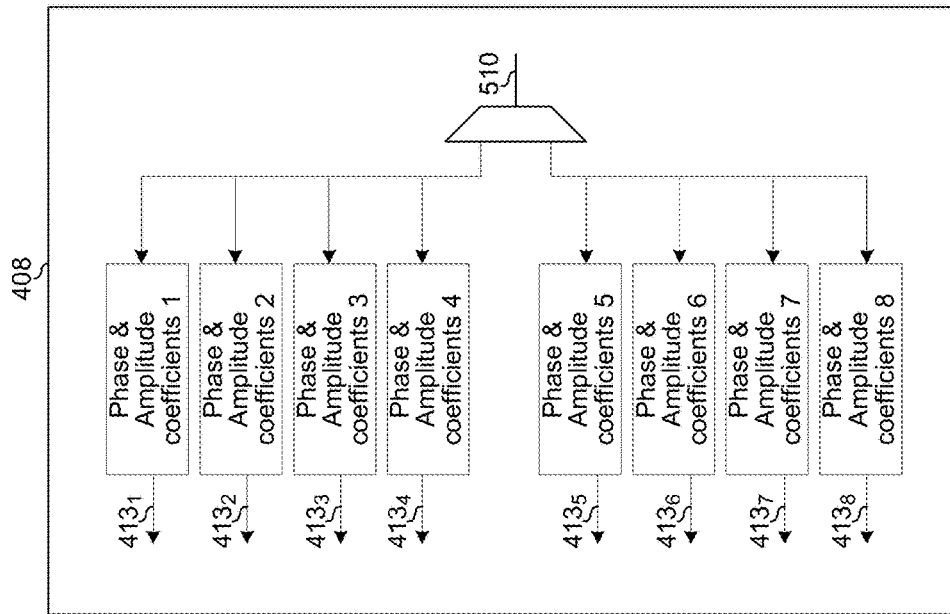 408
510
Phase &
Amplitude
coefficients 1
Phase &
Amplitude
coefficients 2
Phase &
Amplitude
coefficients 3
Phase &
Amplitude
coefficients 4
Phase &
Amplitude
coefficients 5
Phase &
Amplitude
coefficients 6
Phase &
Amplitude
coefficients 7
Phase &
Amplitude
coefficients 8
413₁
413₂
413₃
413₄
413₅
413₆
413₇
413₈